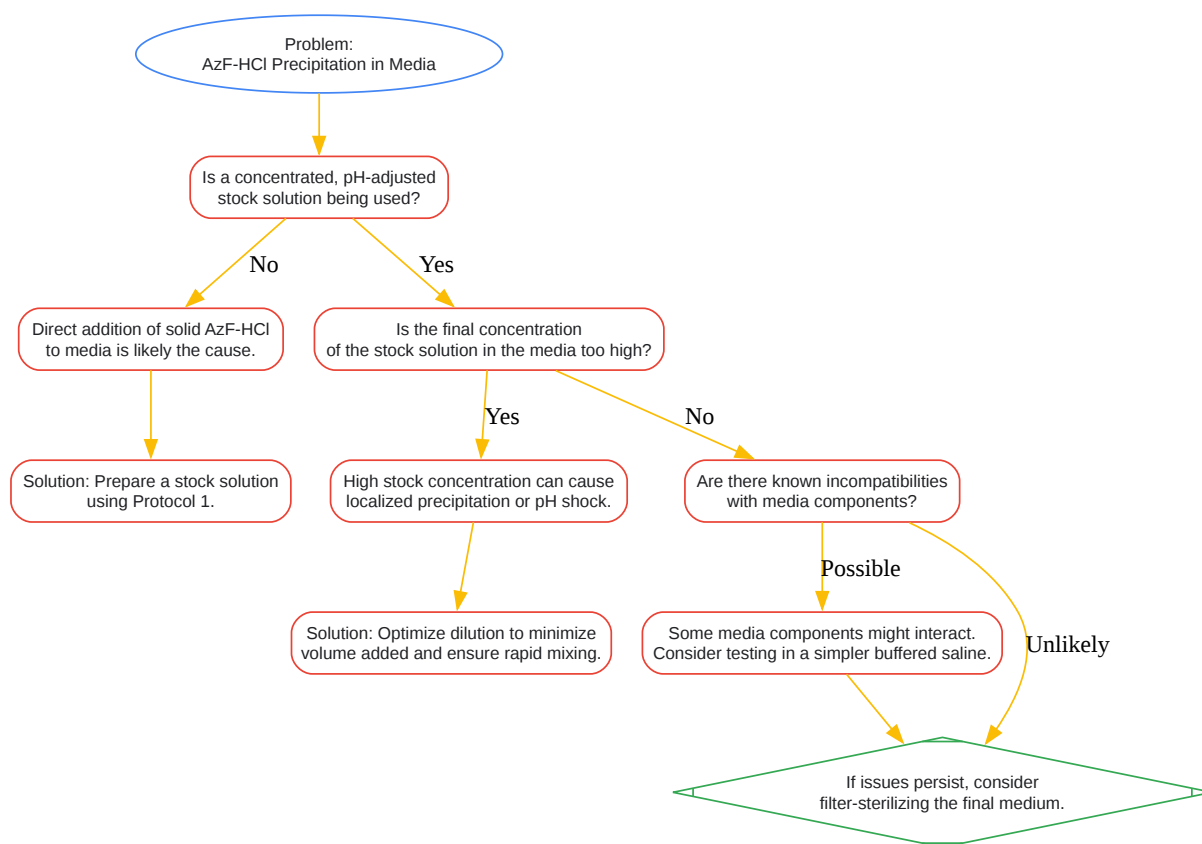 Problem:
AzF-HCl Precipitation in Media
Is a concentrated, pH-adjusted
stock solution being used?
No
Yes
Direct addition of solid AzF-HCl
to media is likely the cause.
Is the final concentration
of the stock solution in the media too high?
Yes
No
Solution: Prepare a stock solution
using Protocol 1.
High stock concentration can cause
localized precipitation or pH shock.
Are there known incompatibilities
with media components?
Possible
Unlikely
Solution: Optimize dilution to minimize
volume added and ensure rapid mixing.
Some media components might interact.
Consider testing in a simpler buffered saline.
If issues persist, consider
filter-sterilizing the final medium.